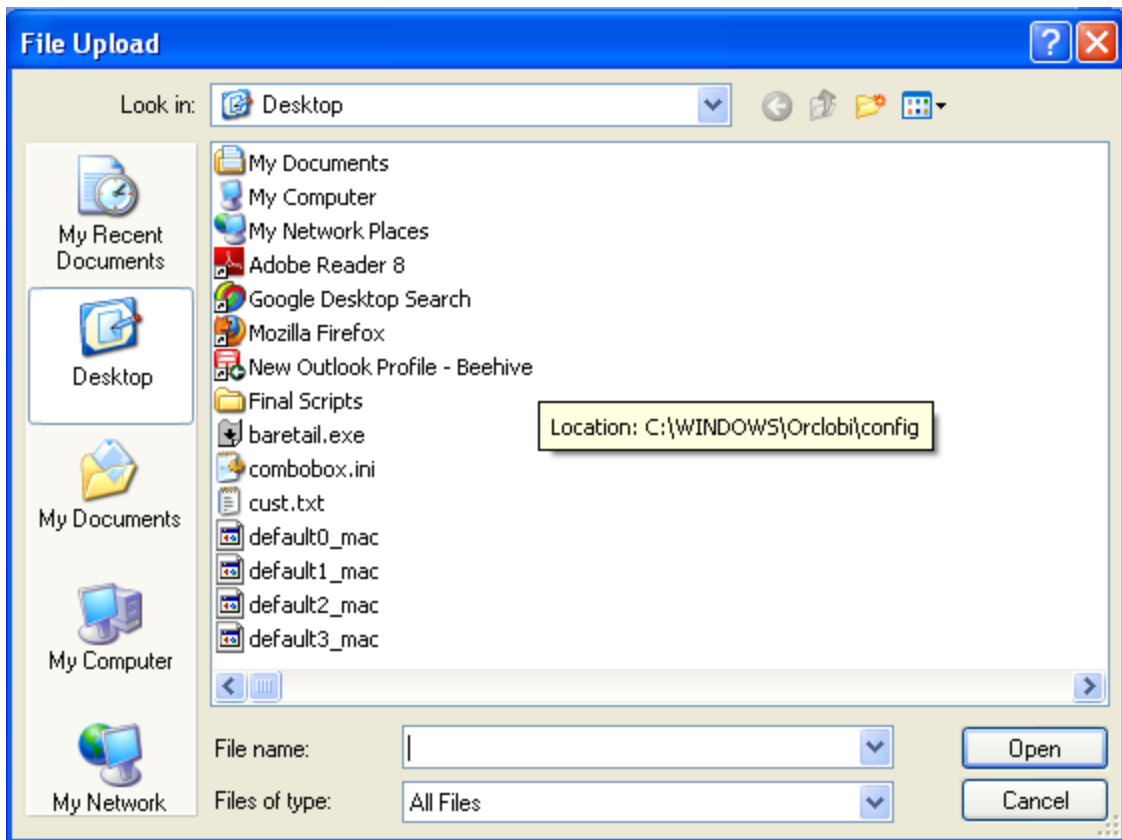 File Upload
Look in: Desktop
My Recent
Documents
Desktop
My Documents
My Computer
My Network
My Documents
My Computer
My Network Places
Adobe Reader 8
Google Desktop Search
Mozilla Firefox
New Outlook Profile - Beehive
Final Scripts
baretail.exe
combobox.ini
cust.txt
default0_mac
default1_mac
default2_mac
default3_mac
Location: C:\WINDOWS\Orclobi\config
File name:
Open
Files of type: All Files
Cancel